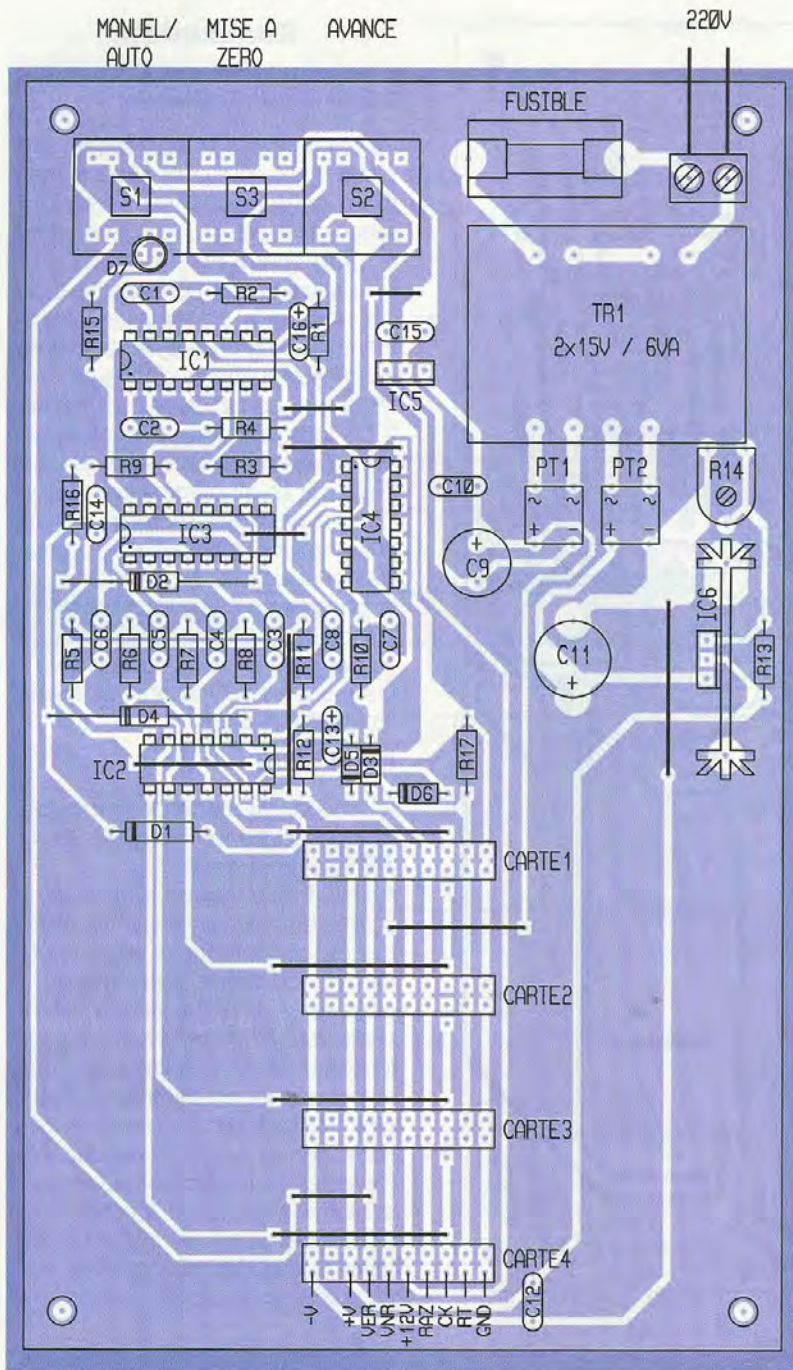 MANUEL/ AUTO
MISE A ZERO
AVANCE
220V
FUSIBLE
S1
S3
S2
D7
C1
R2
C16+
R1
R15
IC1
C15
TR1
2x15V / 6VA
IC5
C2
R4
R9
R3
R16
C14
IC3
IC4
C10
PT1
PT2
R14
~ ~
+ -
~ ~
+ -
+
C9
D2
IC6
R5
C6
R6
C5
R7
C4
R8
C3
R11
C8
R10
C7
C11
+
R13
D4
IC2
R12
C13+
D5
D3
R17
D6
D1
CARTE1
CARTE2
CARTE3
CARTE4
-V
+V
VER
VNR
+12V
RAZ
CK
RT
GND
C12